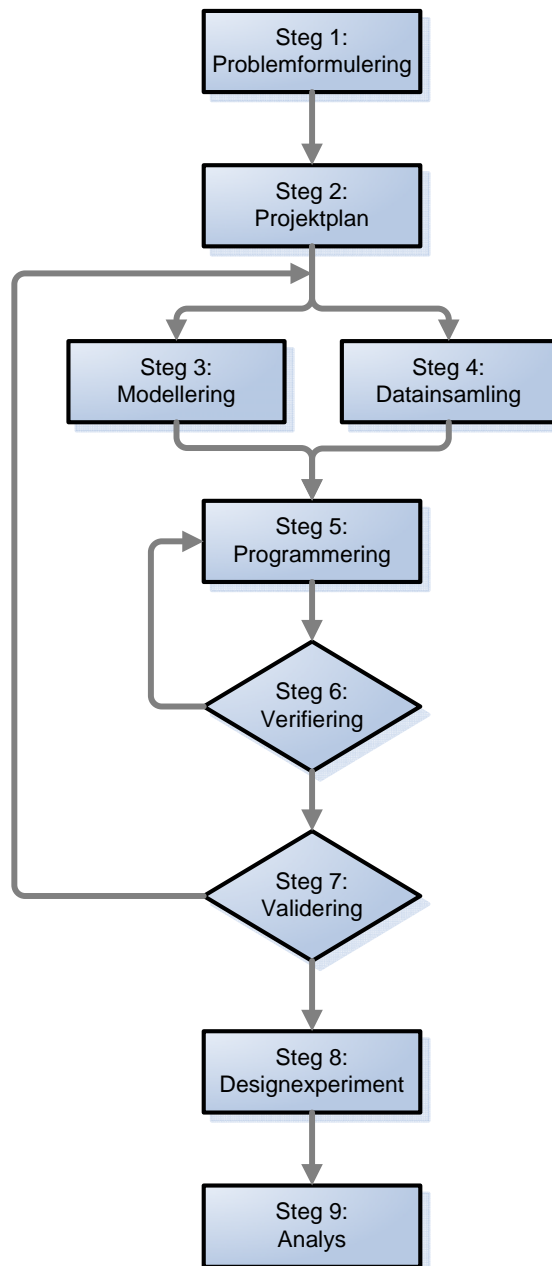 Steg 1:
Problemformulering
Steg 2:
Projektplan
Steg 3:
Modellering
Steg 4:
Datainsamling
Steg 5:
Programmering
Steg 6:
Verifiering
Steg 7:
Validering
Steg 8:
Designexperiment
Steg 9:
Analys